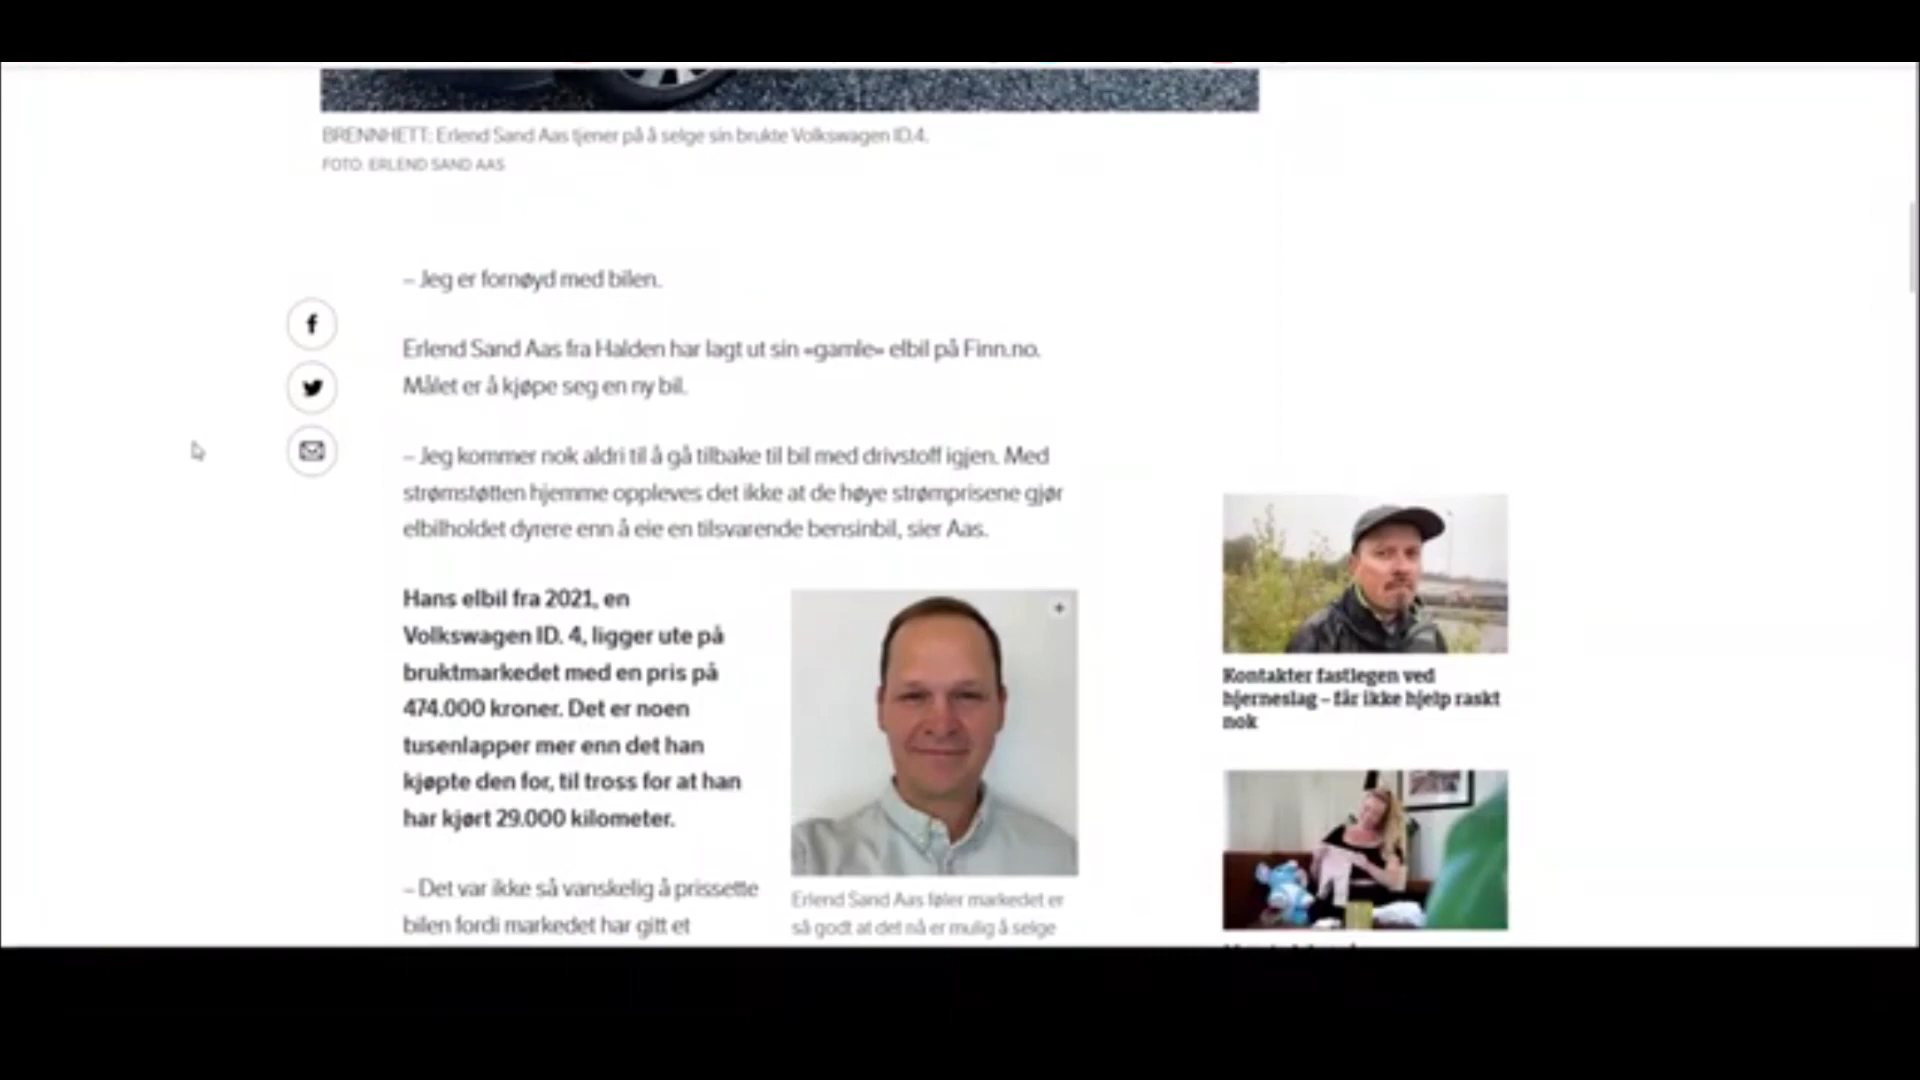 BRENNHETT: Erlend Sand Aas tjener på å selge sin brukte Volkswagen ID.4.
FOTO: ERLEND SAND AAS
– Jeg er fornøyd med bilen.
Erlend Sand Aas fra Halden har lagt ut sin «gamle» elbil på Finn.no.
Målet er å kjøpe seg en ny bil.
– Jeg kommer nok aldri til å gå tilbake til bil med drivstoff igjen. Med
strømstøtten hjemme oppleves det ikke at de høye strømprisene gjør
elbilholdet dyrere enn å eie en tilsvarende bensinbil, sier Aas.
Hans elbil fra 2021, en
Volkswagen ID. 4, ligger ute på
bruktmarkedet med en pris på
474.000 kroner. Det er noen
tusenlapper mer enn det han
kjøpte den for, til tross for at han
har kjørt 29.000 kilometer.
– Det var ikke så vanskelig å prissette
bilen fordi markedet har gitt et
Erlend Sand Aas føler markedet er
så godt at det nå er mulig å selge
Kontakter fastlegen ved
hjerneslag – får ikke hjelp raskt
nok